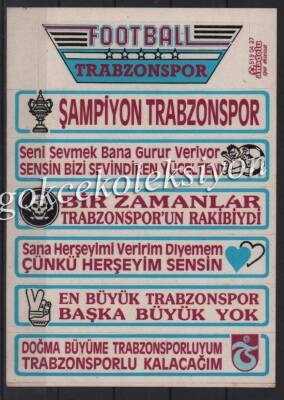 FOOTBALL
TRABZONSPOR
ŞAMPİYON TRABZONSPOR
Seni Sevmek Bana Gurur Veriyor
SENSİN BİZİ SEVİNDİLEN YÜCELTEN
gokcekoleksiyon
BİR ZAMANLAR
TRABZONSPOR'UN RAKİBİYDİ
Sana Herşeyimi Veririm Diyemem
ÇÜNKÜ HERŞEYİM SENSİN
EN BÜYÜK TRABZONSPOR
BAŞKA BÜYÜK YOK
DOĞMA BÜYÜME TRABZONSPORLUYUM
TRABZONSPORLU KALACAĞIM